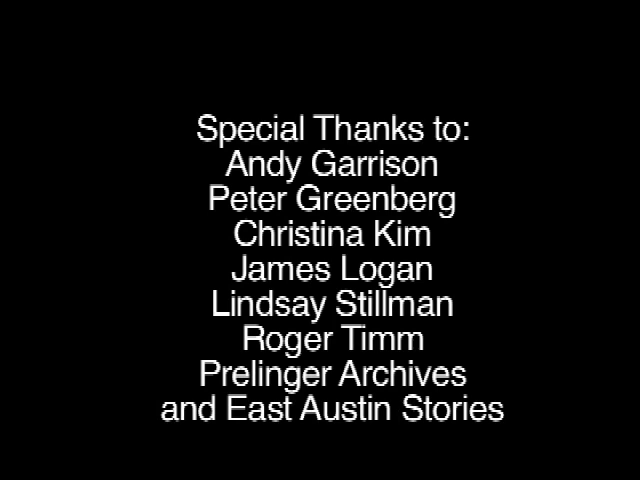 Special Thanks to:
Andy Garrison
Peter Greenberg
Christina Kim
James Logan
Lindsay Stillman
Roger Timm
Prelinger Archives
and East Austin Stories